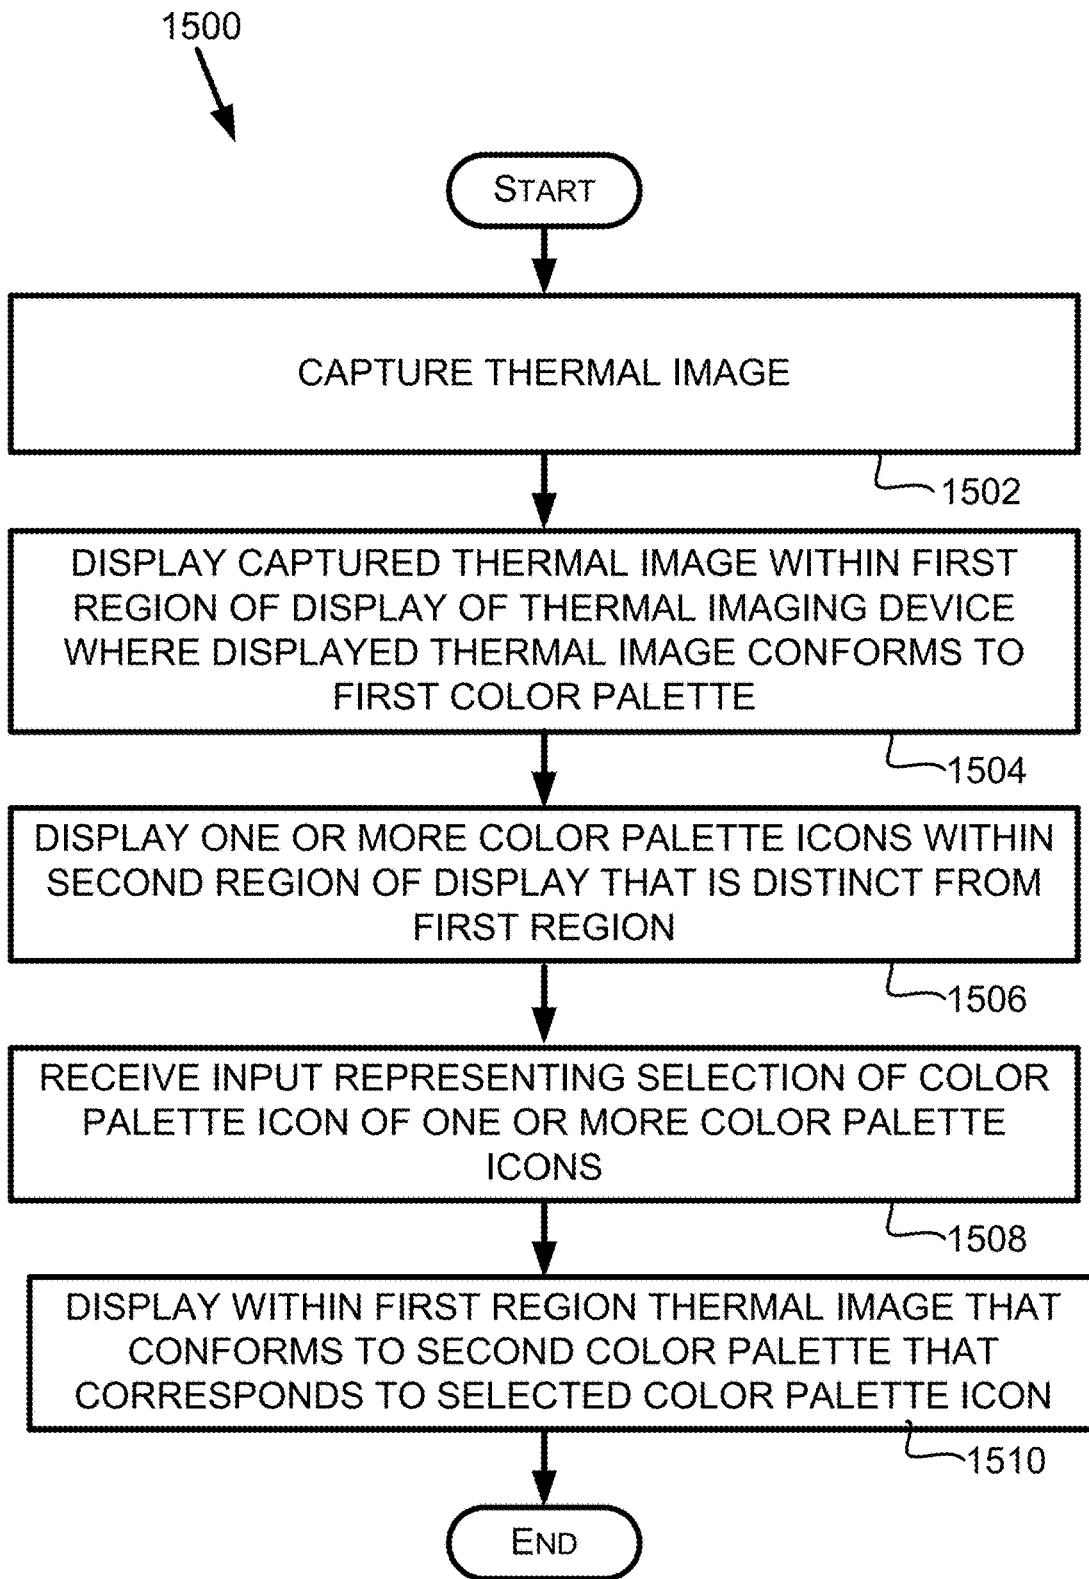 1500
START
CAPTURE THERMAL IMAGE
1502
DISPLAY CAPTURED THERMAL IMAGE WITHIN FIRST
REGION OF DISPLAY OF THERMAL IMAGING DEVICE
WHERE DISPLAYED THERMAL IMAGE CONFORMS TO
FIRST COLOR PALETTE
1504
DISPLAY ONE OR MORE COLOR PALETTE ICONS WITHIN
SECOND REGION OF DISPLAY THAT IS DISTINCT FROM
FIRST REGION
1506
RECEIVE INPUT REPRESENTING SELECTION OF COLOR
PALETTE ICON OF ONE OR MORE COLOR PALETTE
ICONS
1508
DISPLAY WITHIN FIRST REGION THERMAL IMAGE THAT
CONFORMS TO SECOND COLOR PALETTE THAT
CORRESPONDS TO SELECTED COLOR PALETTE ICON
1510
END